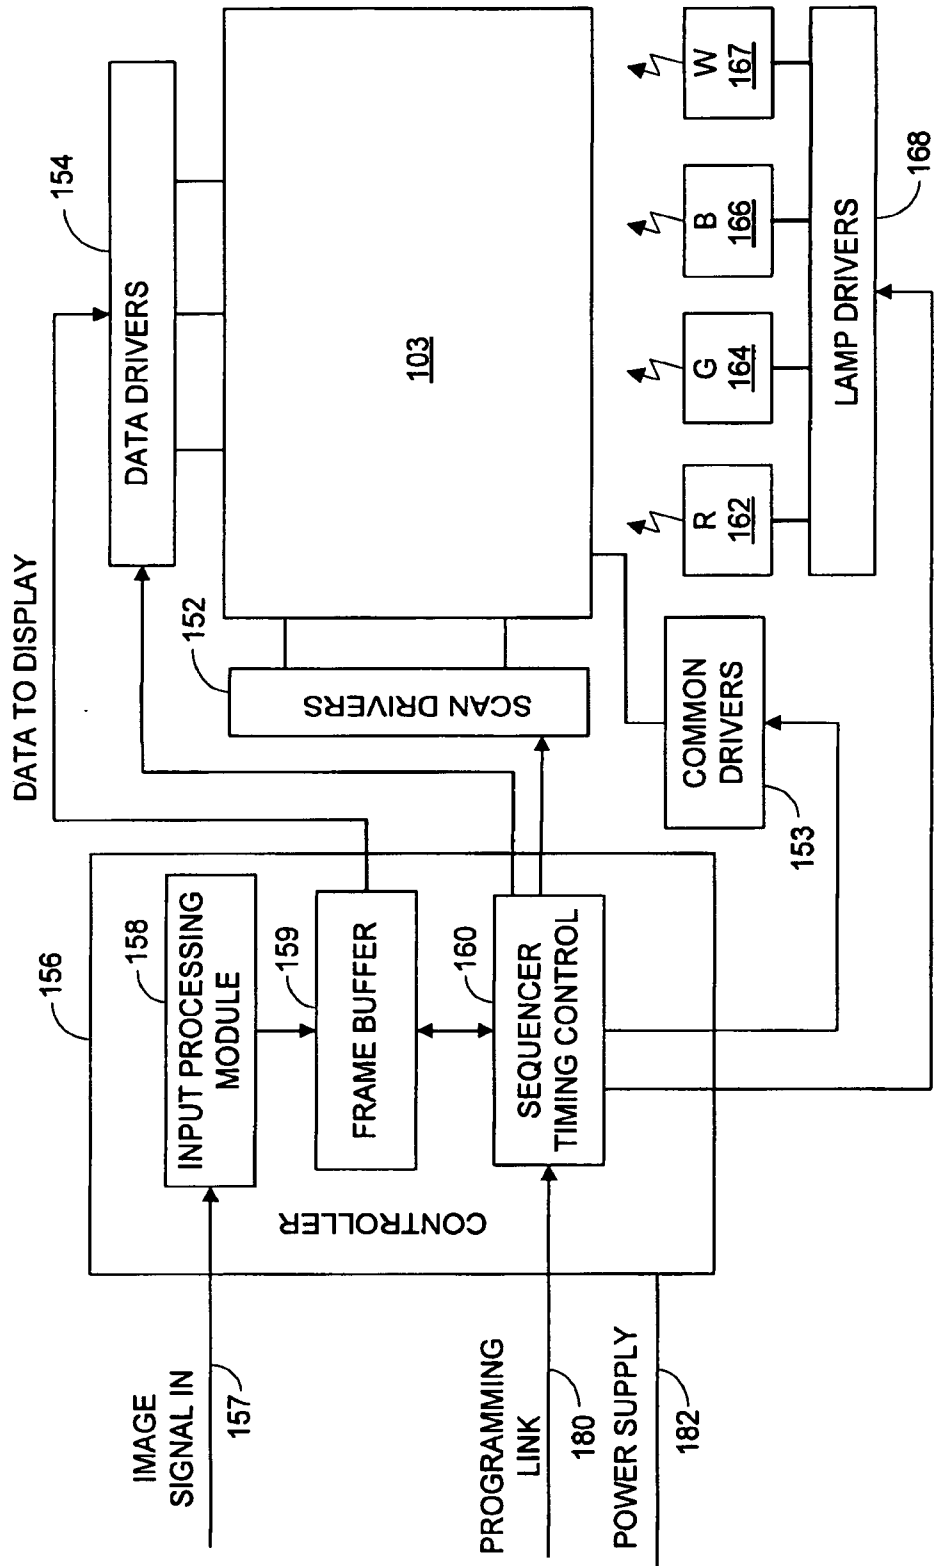 DATA TO DISPLAY
154
DATA DRIVERS
156
158
INPUT PROCESSING
MODULE
159
FRAME BUFFER
160
SEQUENCER
TIMING CONTROL
CONTROLLER
IMAGE
SIGNAL IN
157
PROGRAMMING
LINK
180
POWER SUPPLY
182
152
SCAN DRIVERS
103
COMMON
DRIVERS
153
R
162
G
164
B
166
W
167
LAMP DRIVERS
168